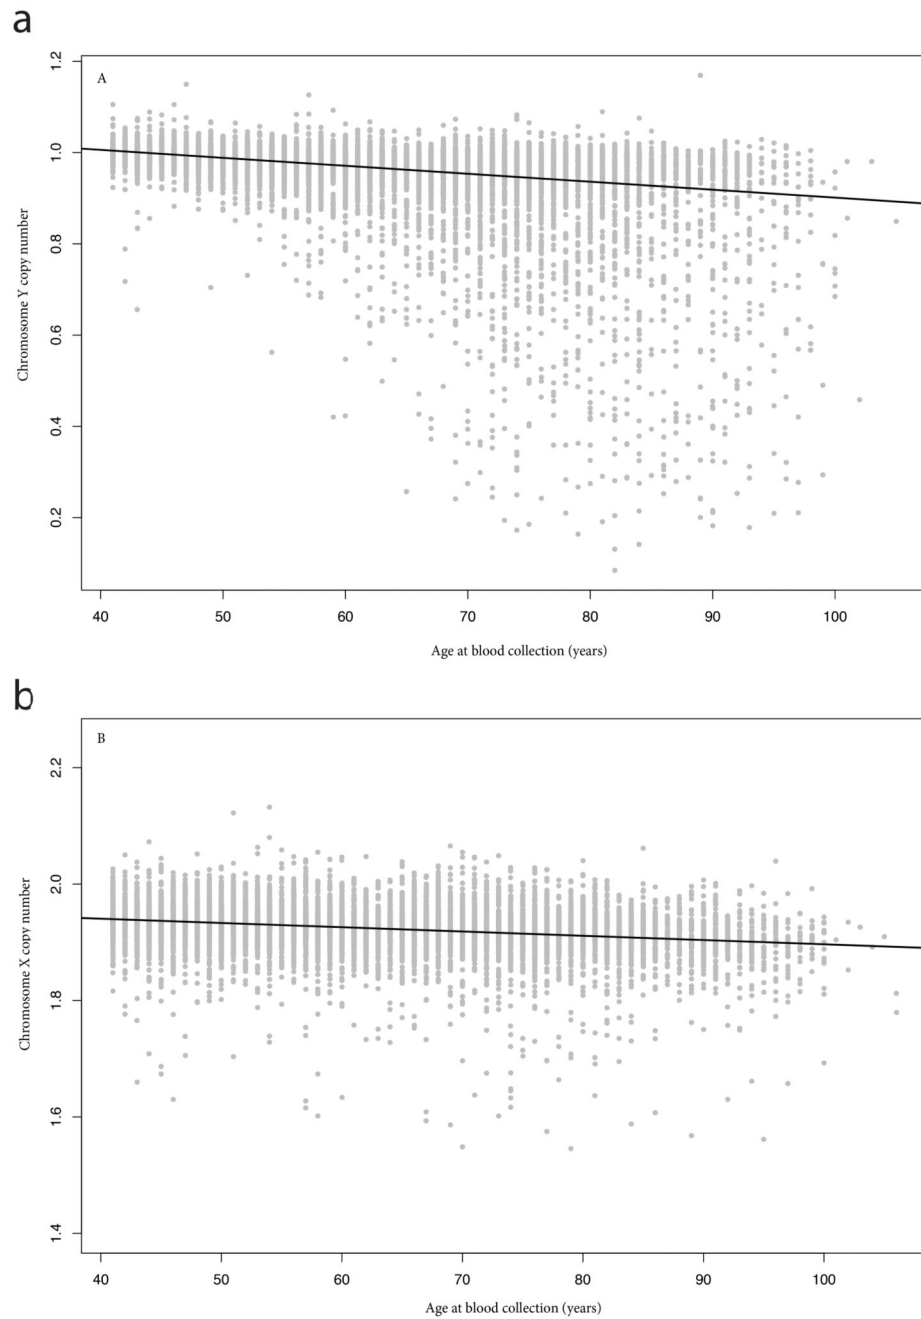 a
A
1.2
1.0
0.8
0.6
0.4
0.2
Chromosome Y copy number
40 50 60 70 80 90 100
Age at blood collection (years)
b
B
2.2
2.0
1.8
1.6
1.4
Chromosome X copy number
40 50 60 70 80 90 100
Age at blood collection (years)